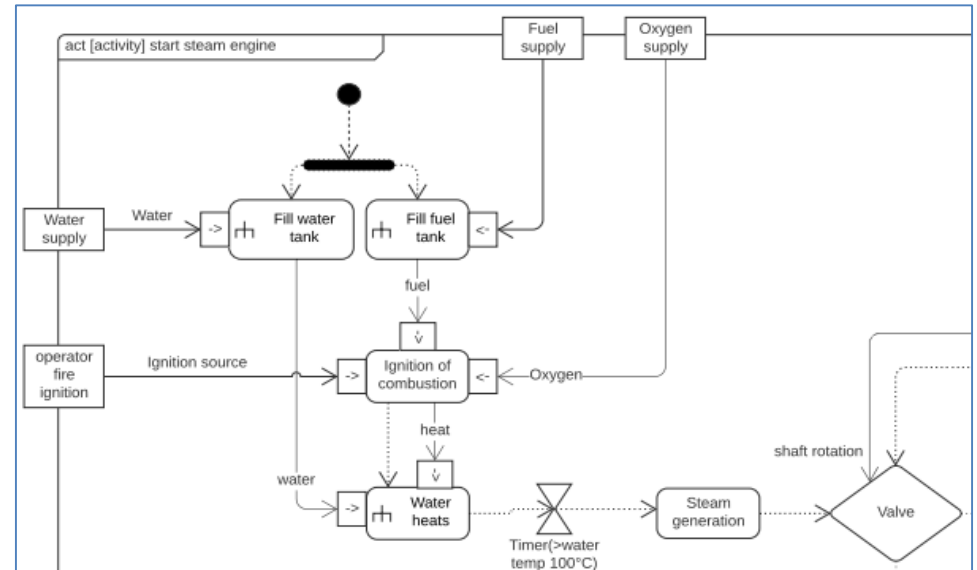 Fuel
supply
Oxygen
supply
act [activity] start steam engine
Water
supply
Water
->
Fill water
tank
Fill fuel
tank
<-
fuel
operator
fire
ignition
Ignition source
->
->
Ignition of
combustion
<-
Oxygen
heat
shaft rotation
water
->
->
Water
heats
Steam
generation
Valve
Timer(>water
temp 100°C)